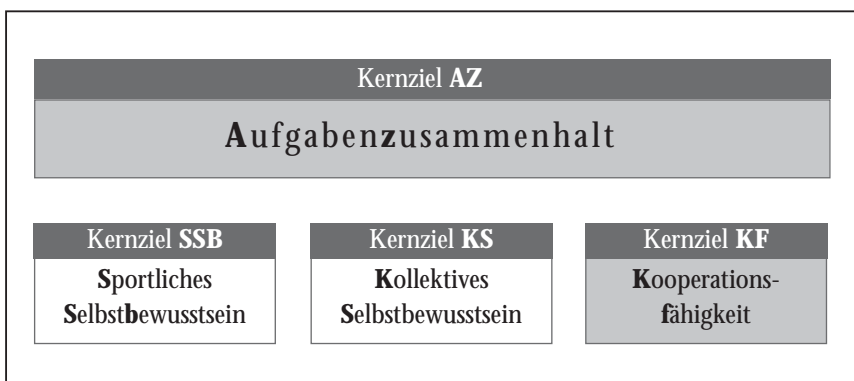 Kernziel AZ
Aufgabenzusammenhalt
Kernziel SSB
Sportliches
Selbstbewusstsein
Kernziel KS
Kollektives
Selbstbewusstsein
Kernziel KF
Kooperations-
fähigkeit